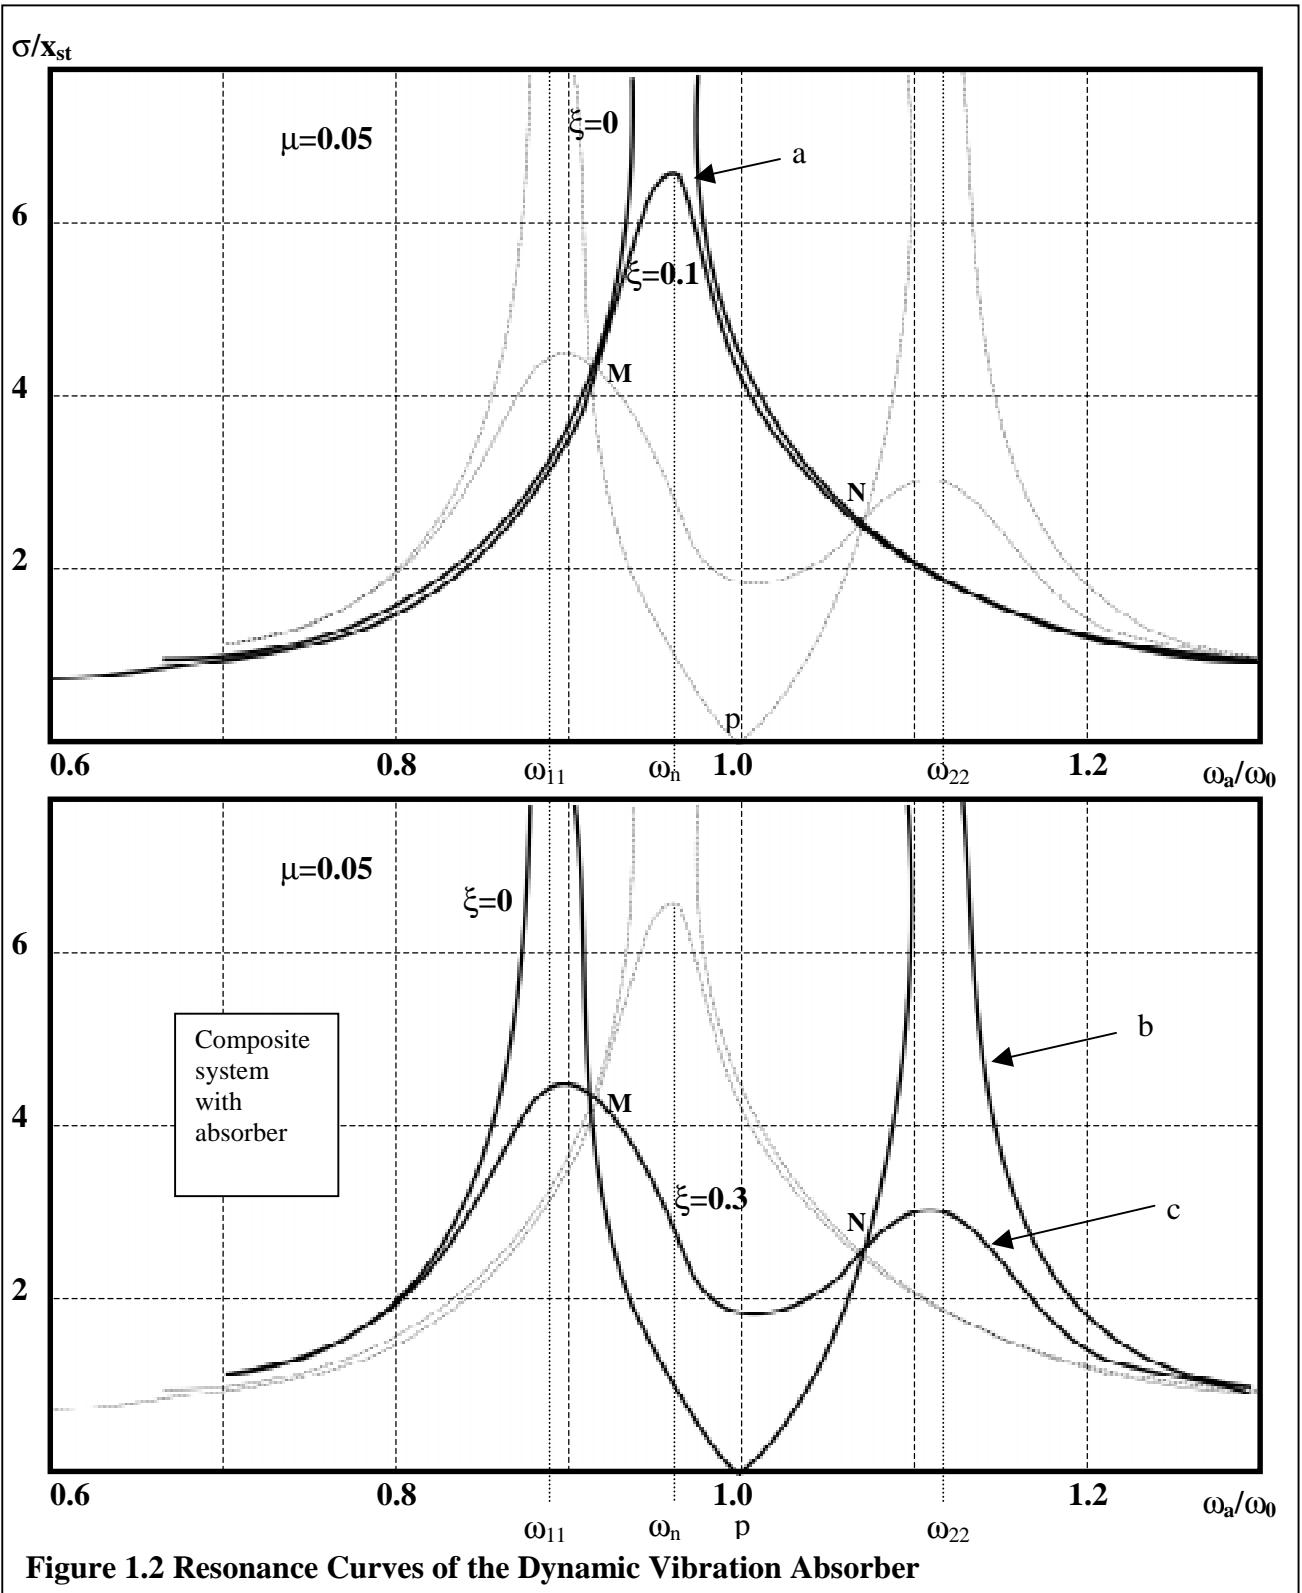 σ/xst
μ=0.05
ξ=0
a
6
ξ=0.1
4
M
N
2
p
0.6 0.8 1.0 1.2 ωa/ω0
ω11 ωn ω22
μ=0.05
ξ=0
6
Composite
system
with
absorber
b
4
M
ξ=0.3
N
c
2
0.6 0.8 1.0 1.2 ωa/ω0
ω11 ωn p ω22
Figure 1.2 Resonance Curves of the Dynamic Vibration Absorber